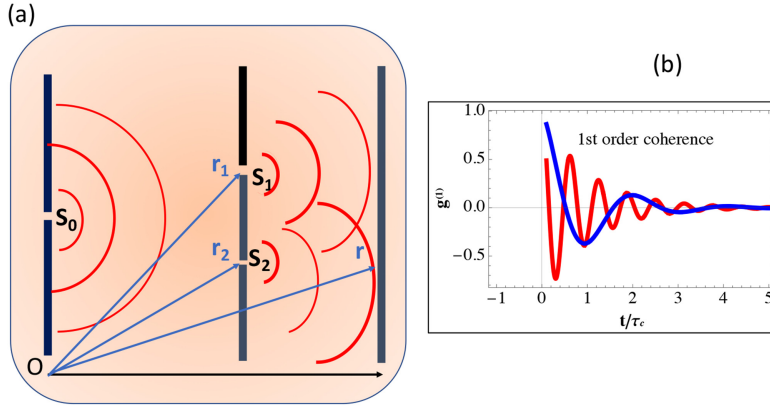 (a)
S₀
r₁
S₁
r₂
S₂
r
O
(b)
1st order coherence
g⁽¹⁾
1.0
0.5
0.0
−0.5
−1
0
1
2
3
4
5
t/τc